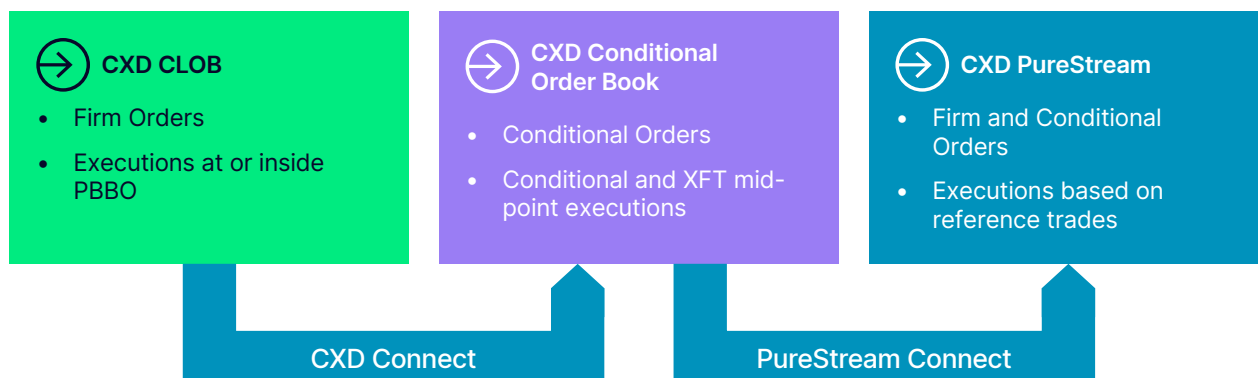 CXD CLOB
• Firm Orders
• Executions at or inside
PBBO
CXD Conditional
Order Book
• Conditional Orders
• Conditional and XFT mid-
point executions
CXD PureStream
• Firm and Conditional
Orders
• Executions based on
reference trades
CXD Connect
PureStream Connect